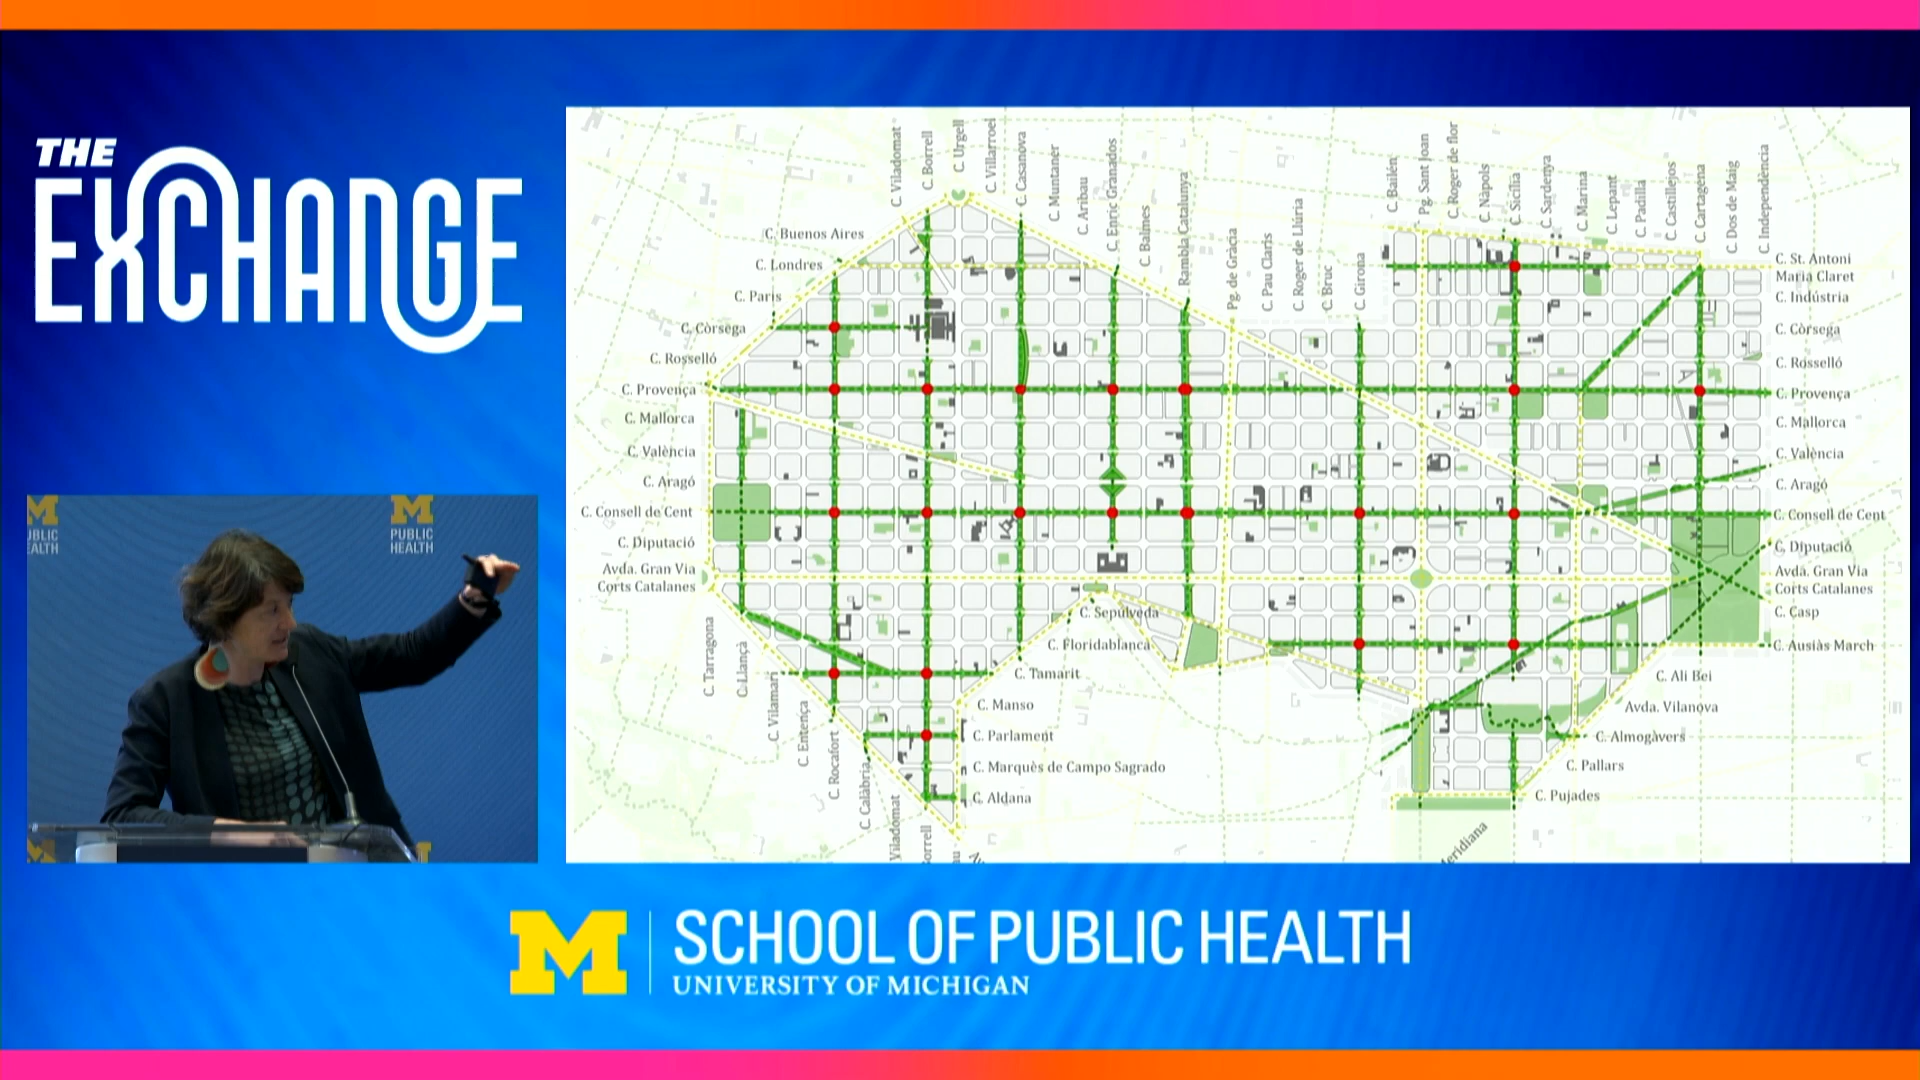 THE
EXCHANGE
M
PUBLIC
HEALTH
M
PUBLIC
HEALTH
C. Viladomat
C. Borrell
C. Urgell
C. Villarroel
C. Casanova
C. Muntaner
C. Aribau
C. Enric Granados
C. Balmes
Rambla Catalunya
Pg. de Gràcia
C. Pau Claris
C. Roger de Llúria
C. Bruc
C. Girona
C. Bailèn
Pg. Sant Joan
C. Roger de flor
C. Nàpols
C. Sicília
C. Sardenya
C. Marina
C. Lepant
C. Padilla
C. Castillejos
C. Cartagena
C. Dos de Maig
C. Independència
C. Buenos Aires
C. Londres
C. Paris
C. Còrsega
C. Rosselló
C. Provença
C. Mallorca
C. València
C. Aragó
C. Consell de Cent
C. Diputació
Avda. Gran Via
Corts Catalanes
C. St. Antoni
Maria Claret
C. Indústria
C. Còrsega
C. Rosselló
C. Provença
C. Mallorca
C. València
C. Aragó
C. Consell de Cent
C. Diputació
Avda. Gran Via
Corts Catalanes
C. Casp
C. Ausiàs March
C. Ali Bei
Avda. Vilanova
C. Almogàvers
C. Pallars
C. Pujades
Meridiana
C. Sepúlveda
C. Floridablanca
C. Tamarit
C. Manso
C. Parlament
C. Marquès de Campo Sagrado
C. Aldana
C. Tarragona
C. Llançà
C. Vilamarí
C. Entença
C. Rocafort
C. Calàbria
Viladomat
orrell
M
SCHOOL OF PUBLIC HEALTH
UNIVERSITY OF MICHIGAN